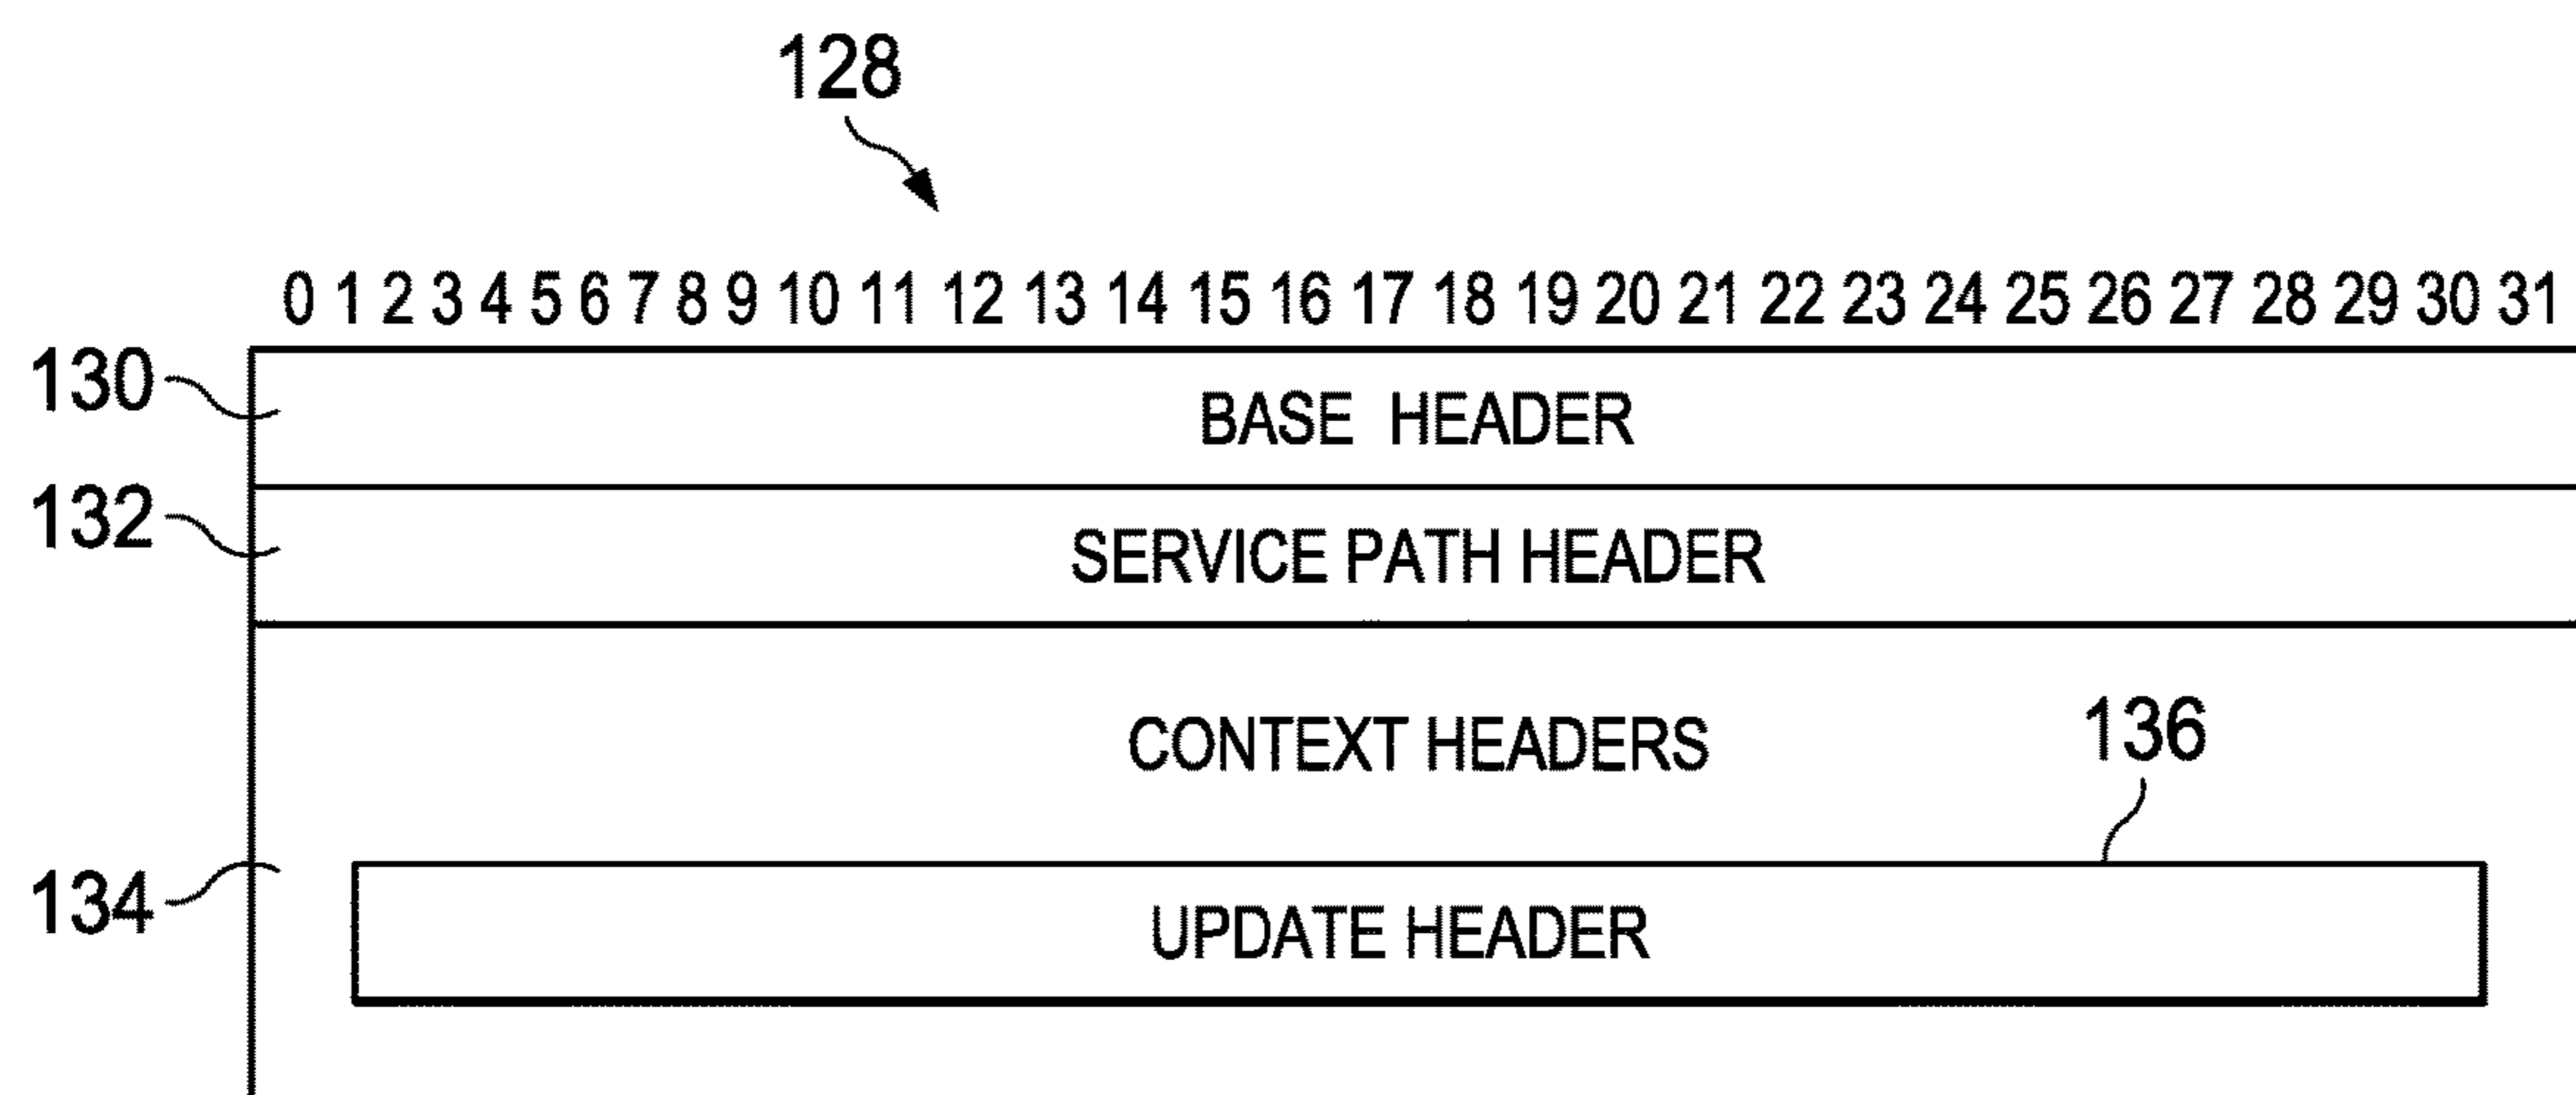 128
0 1 2 3 4 5 6 7 8 9 10 11 12 13 14 15 16 17 18 19 20 21 22 23 24 25 26 27 28 29 30 31
130
BASE HEADER
132
SERVICE PATH HEADER
CONTEXT HEADERS
136
134
UPDATE HEADER